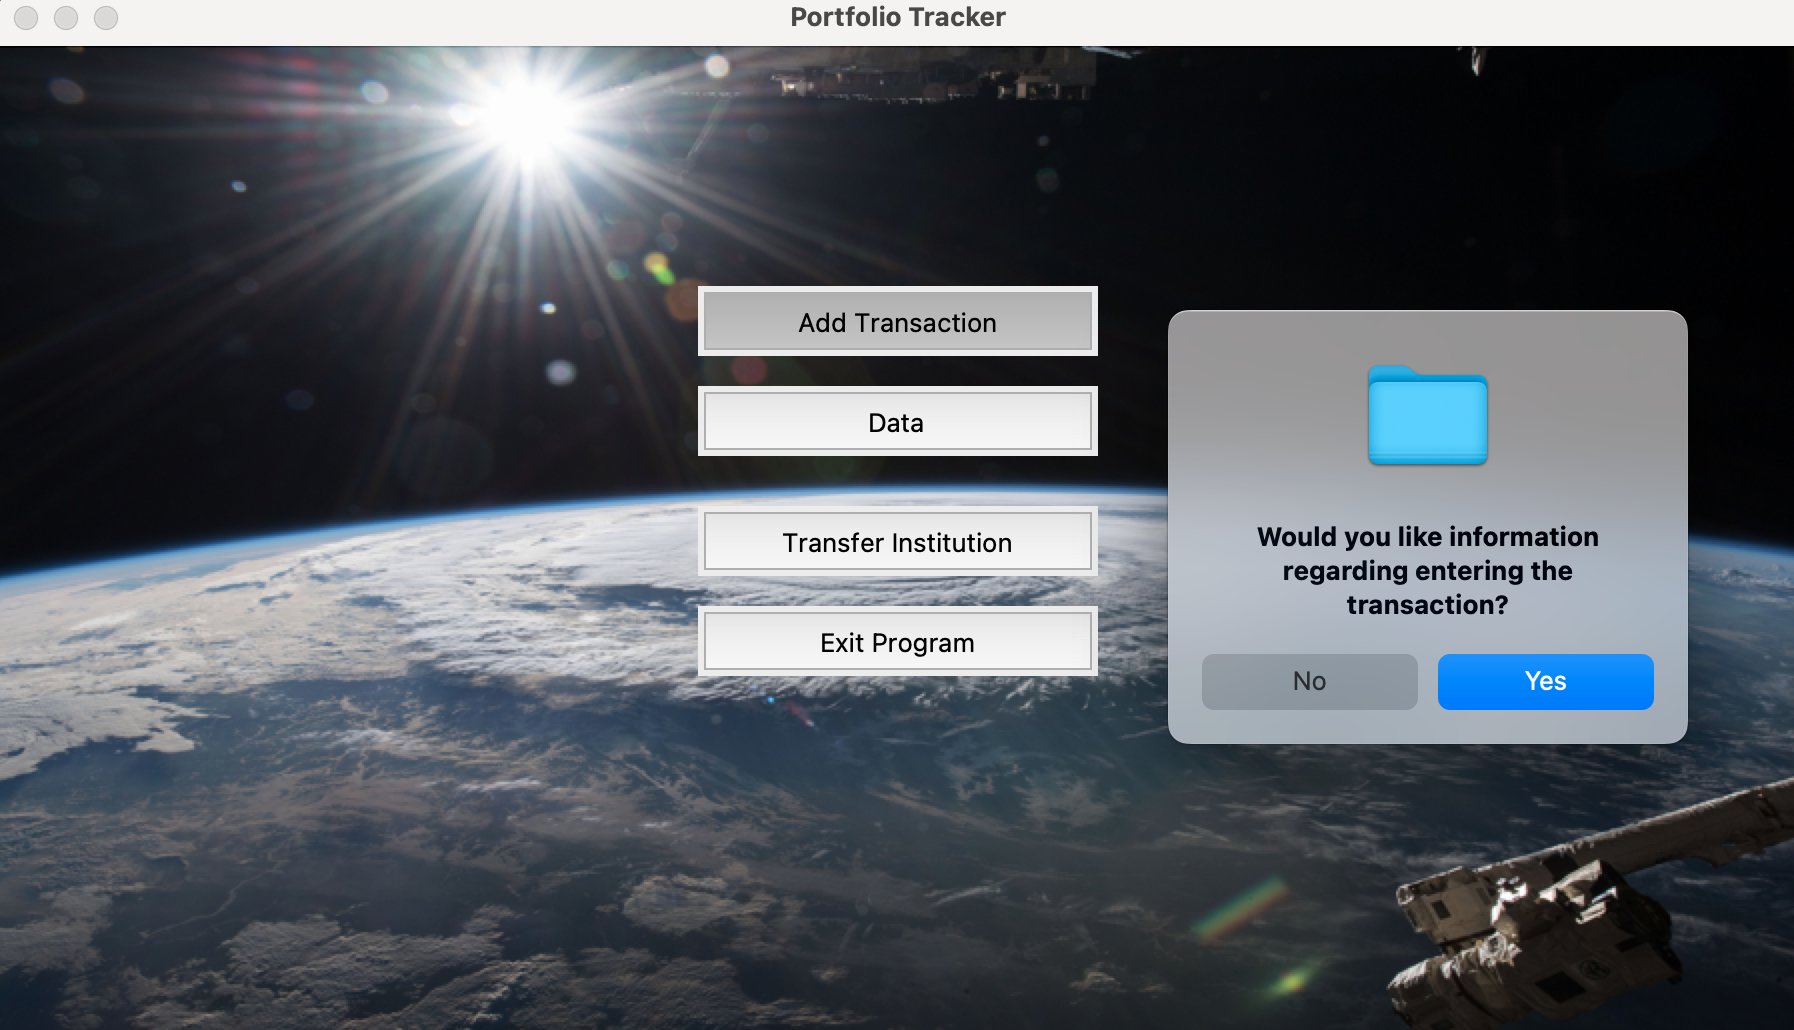 Portfolio Tracker
Add Transaction
Data
Transfer Institution
Exit Program
Would you like information
regarding entering the
transaction?
No
Yes